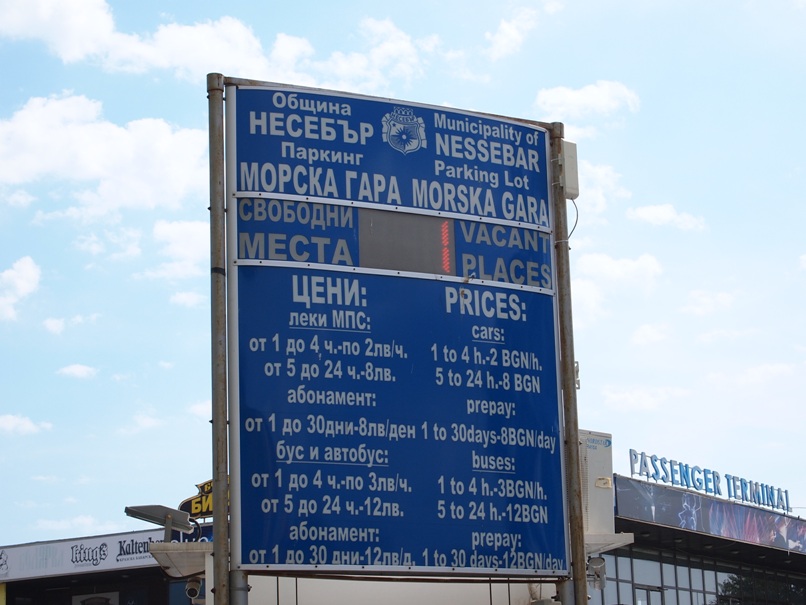 Община
НЕСЕБЪР
Паркинг
МОРСКА ГАРА
Municipality of
NESSEBAR
Parking Lot
MORSKA GARA
НЕСЕБЪР
СВОБОДНИ
МЕСТА
VACANT
PLACES
ЦЕНИ:
леки МПС:
от 1 до 4 ч.-по 2лв/ч.
от 5 до 24 ч.-8лв.
абонамент:
от 1 до 30дни-8лв/ден
бус и автобус:
от 1 до 4 ч.-по 3лв/ч.
от 5 до 24 ч.-12лв.
абонамент:
от 1 до 30 дни-12лв/д.
PRICES:
cars:
1 to 4 h.-2 BGN/h.
5 to 24 h.-8 BGN
prepay:
1 to 30days-8BGN/day
buses:
1 to 4 h.-3BGN/h.
5 to 24 h.-12BGN
prepay:
1 to 30 days-12BGN/day
PASSENGER TERMINAL
King's
Kaltenberg